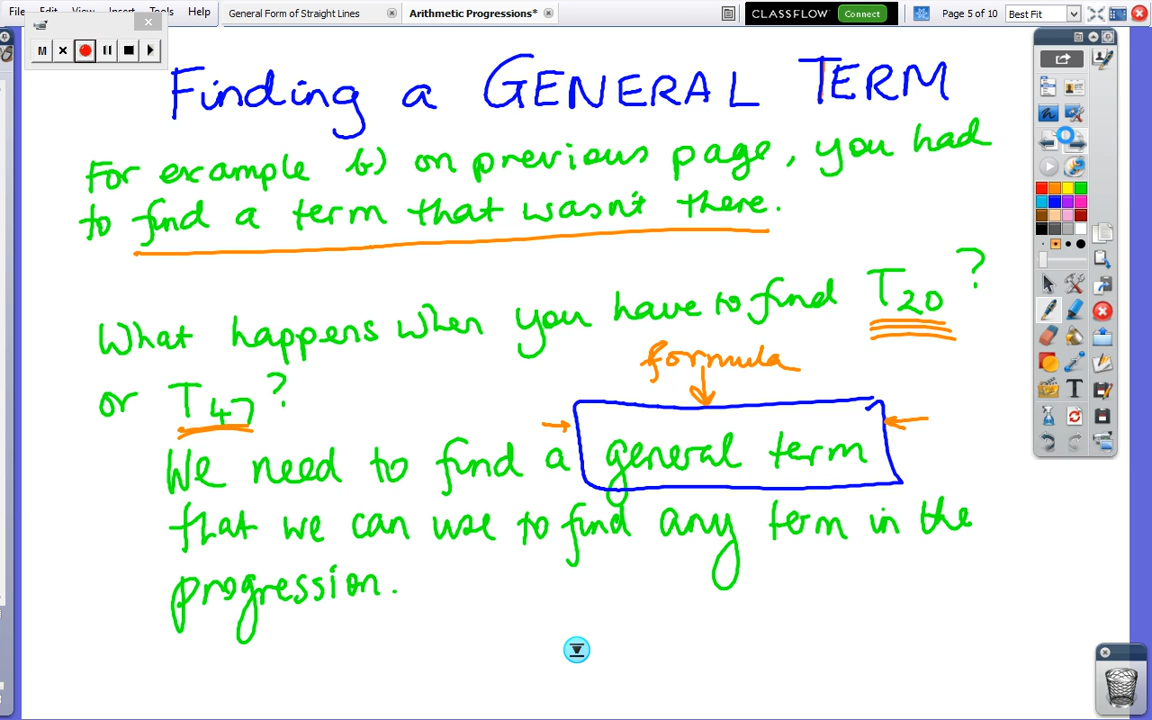 File Edit View Insert Tools Help
General Form of Straight Lines
Arithmetic Progressions*
CLASSFLOW Connect
Page 5 of 10
Best Fit
Finding a GENERAL TERM
For example b) on previous page, you had
to find a term that wasn't there.
What happens when you have to find T20?
or T47?
formula
We need to find a general term
that we can use to find any term in the
progression.